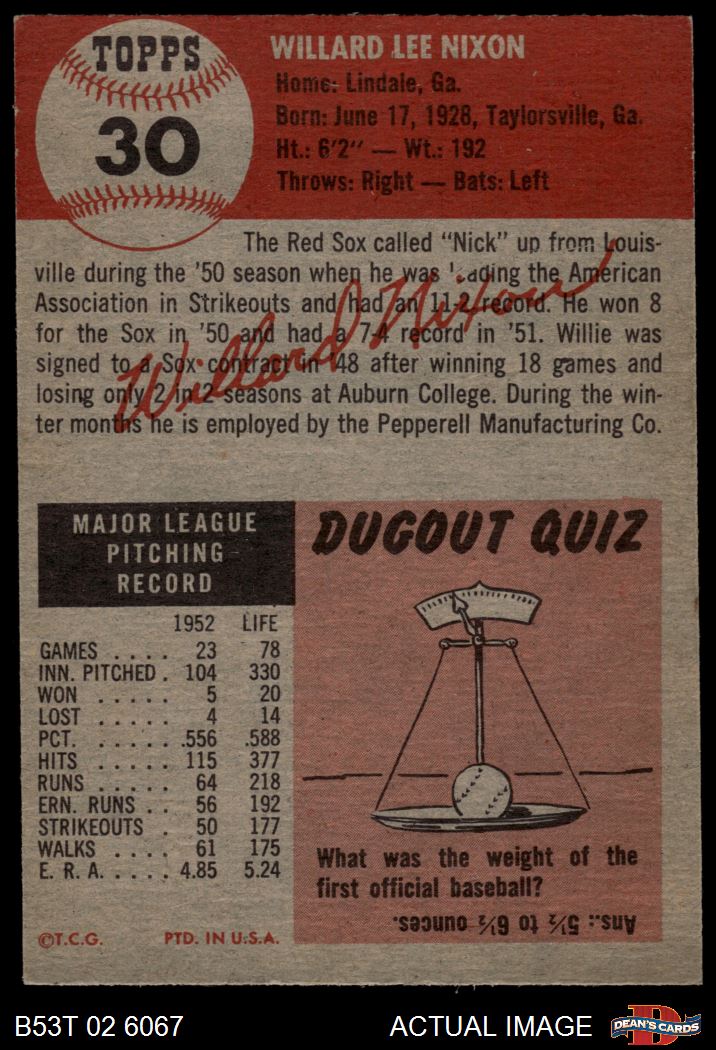 TOPPS
30
WILLARD LEE NIXON
Home: Lindale, Ga.
Born: June 17, 1928, Taylorsville, Ga.
Ht.: 6'2" — Wt.: 192
Throws: Right — Bats: Left
The Red Sox called "Nick" up from Louis-
ville during the '50 season when he was leading the American
Association in Strikeouts and had an 11-2 record. He won 8
for the Sox in '50 and had a 7-4 record in '51. Willie was
signed to a Sox contract in '48 after winning 18 games and
losing only 2 in 2 seasons at Auburn College. During the win-
ter months he is employed by the Pepperell Manufacturing Co.
Willard Nixon
MAJOR LEAGUE
PITCHING
RECORD
1952 LIFE
GAMES . . . . 23 78
INN. PITCHED . 104 330
WON . . . . . 5 20
LOST . . . . . 4 14
PCT. . . . . . .556 .588
HITS . . . . . 115 377
RUNS . . . . . 64 218
ERN. RUNS . . 56 192
STRIKEOUTS . 50 177
WALKS . . . . 61 175
E. R. A. . . . . 4.85 5.24
©T.C.G. PTD. IN U.S.A.
DUGOUT QUIZ
What was the weight of the
first official baseball?
Ans.: 5½ to 6½ ounces.
B53T 02 6067
ACTUAL IMAGE
DEAN'S CARDS